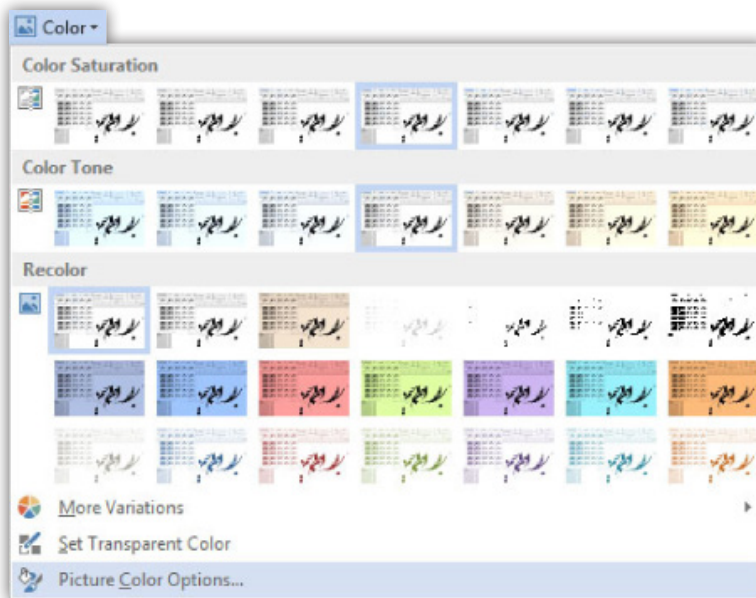 Color
Color Saturation
Color Tone
Recolor
More Variations
Set Transparent Color
Picture Color Options...